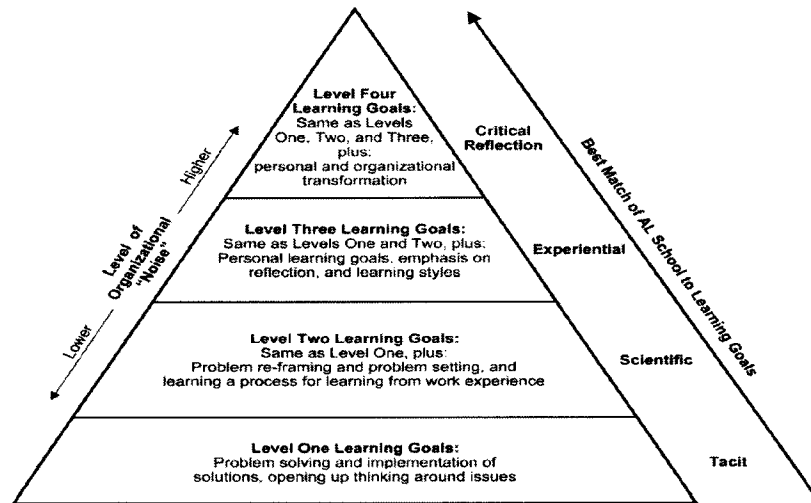 Level Four
Learning Goals:
Same as Levels
One, Two, and Three,
plus:
personal and organizational
transformation
Critical
Reflection
Level Three Learning Goals:
Same as Levels One and Two, plus:
Personal learning goals, emphasis on
reflection, and learning styles
Experiential
Level Two Learning Goals:
Same as Level One, plus:
Problem re-framing and problem setting, and
learning a process for learning from work experience
Scientific
Level One Learning Goals:
Problem solving and implementation of
solutions, opening up thinking around issues
Tacit
Higher
Level of
Organizational
"Noise"
Lower
Best Match of AL School to Learning Goals